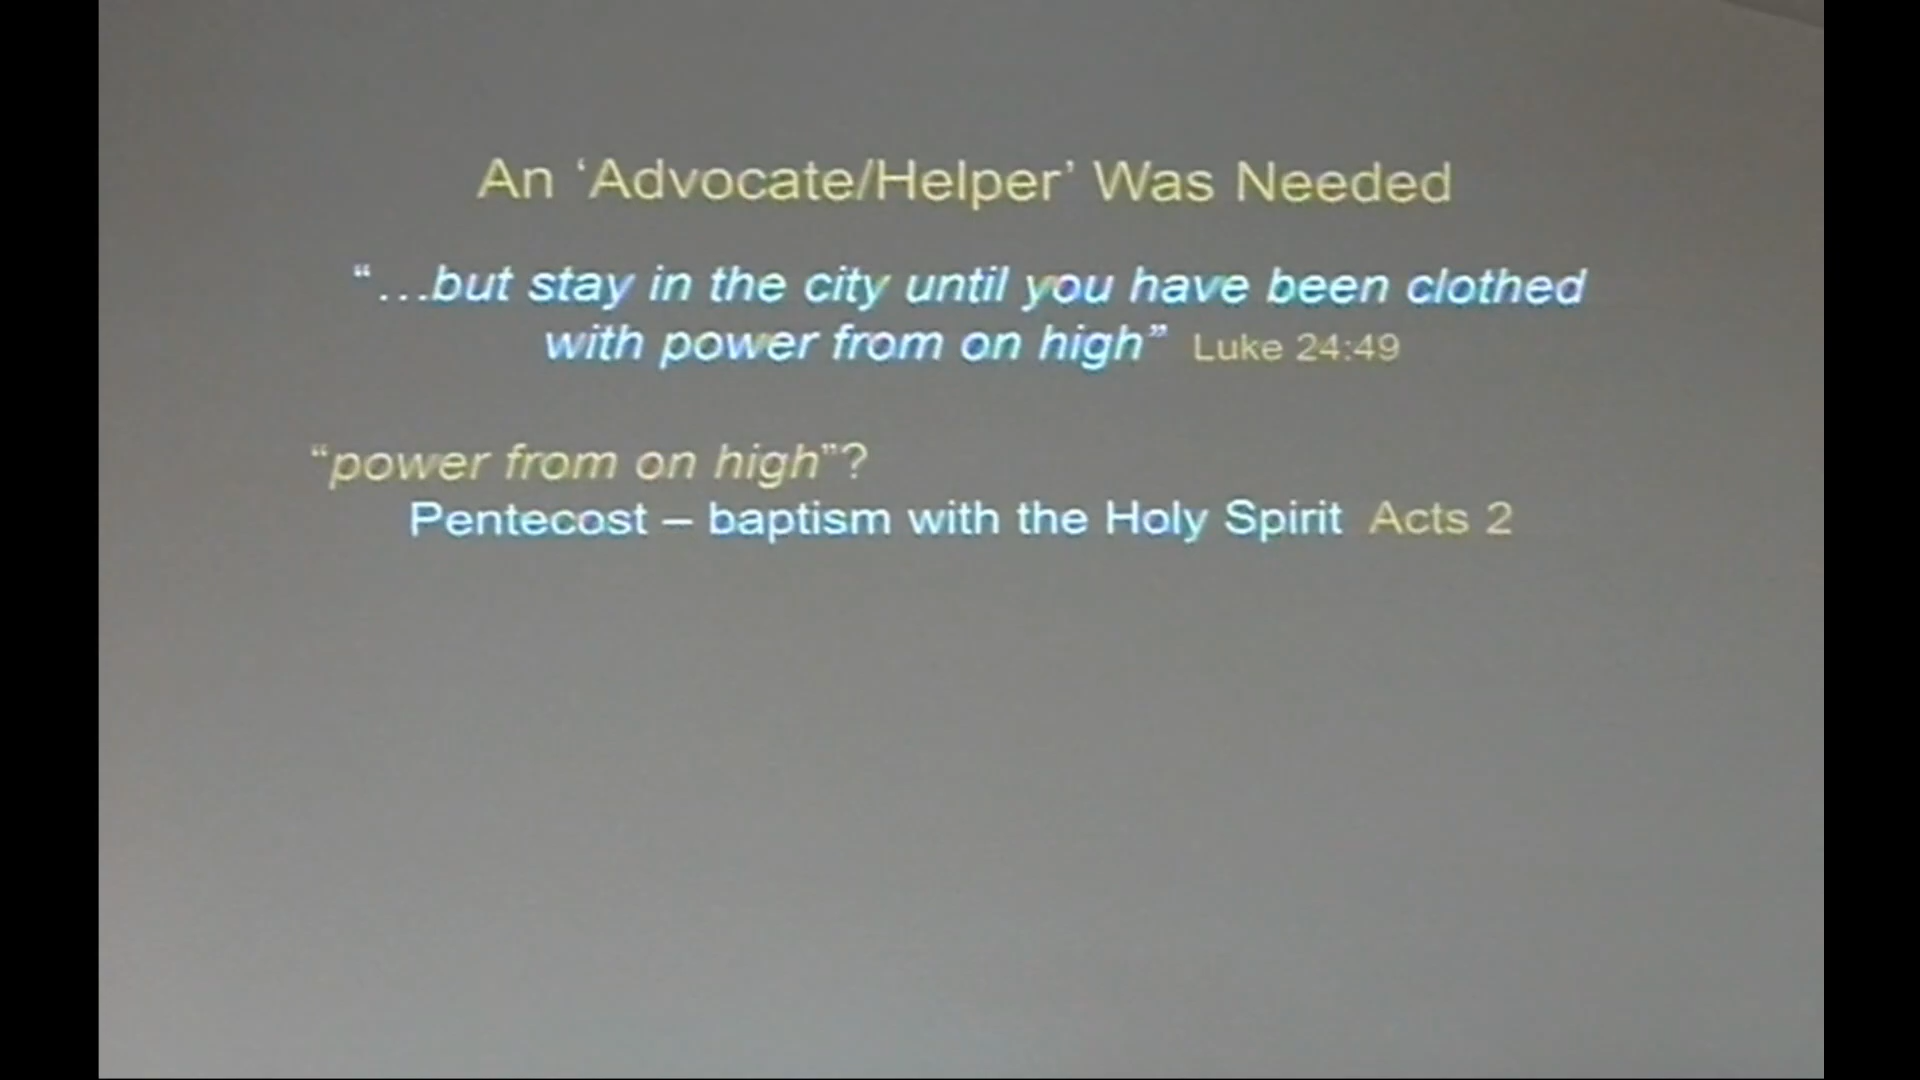 An ‘Advocate/Helper’ Was Needed
“…but stay in the city until you have been clothed
with power from on high” Luke 24:49
“power from on high”?
Pentecost – baptism with the Holy Spirit Acts 2